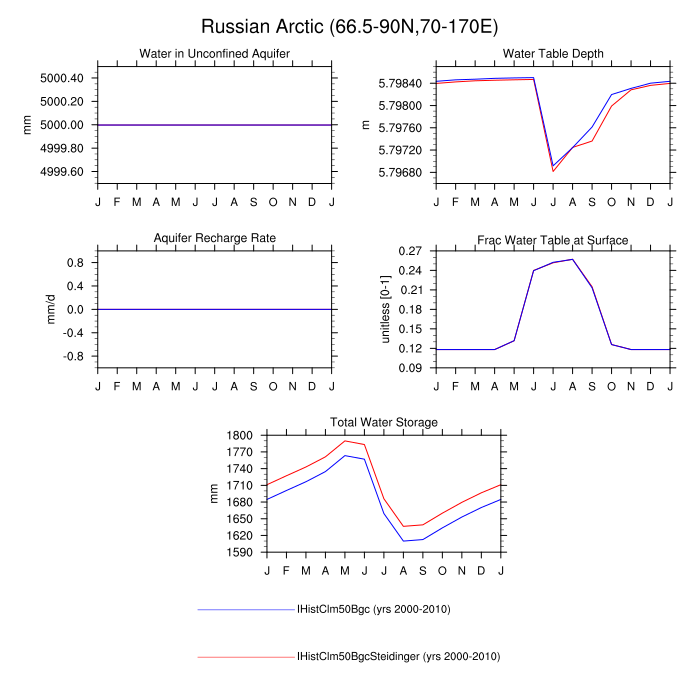 Russian Arctic (66.5-90N,70-170E)
Water in Unconfined Aquifer
5000.40
5000.20
5000.00
4999.80
4999.60
mm
J F M A M J J A S O N D J
Water Table Depth
5.79840
5.79800
5.79760
5.79720
5.79680
m
J F M A M J J A S O N D J
Aquifer Recharge Rate
0.8
0.4
0.0
-0.4
-0.8
mm/d
J F M A M J J A S O N D J
Frac Water Table at Surface
0.27
0.24
0.21
0.18
0.15
0.12
0.09
unitless [0-1]
J F M A M J J A S O N D J
Total Water Storage
1800
1770
1740
1710
1680
1650
1620
1590
mm
J F M A M J J A S O N D J
IHistClm50Bgc (yrs 2000-2010)
IHistClm50BgcSteidinger (yrs 2000-2010)